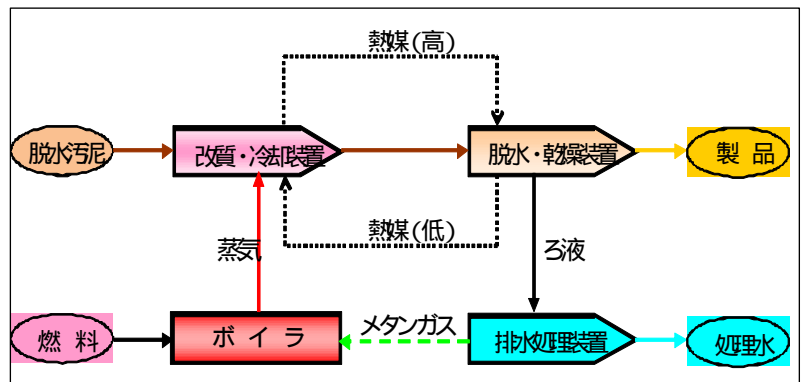 熱媒(高)
脱水汚泥
改質・冷却装置
脱水・乾燥装置
製 品
熱媒(低)
蒸気
ろ液
燃 料
ボ イ ラ
メタンガス
排水処理装置
処理水